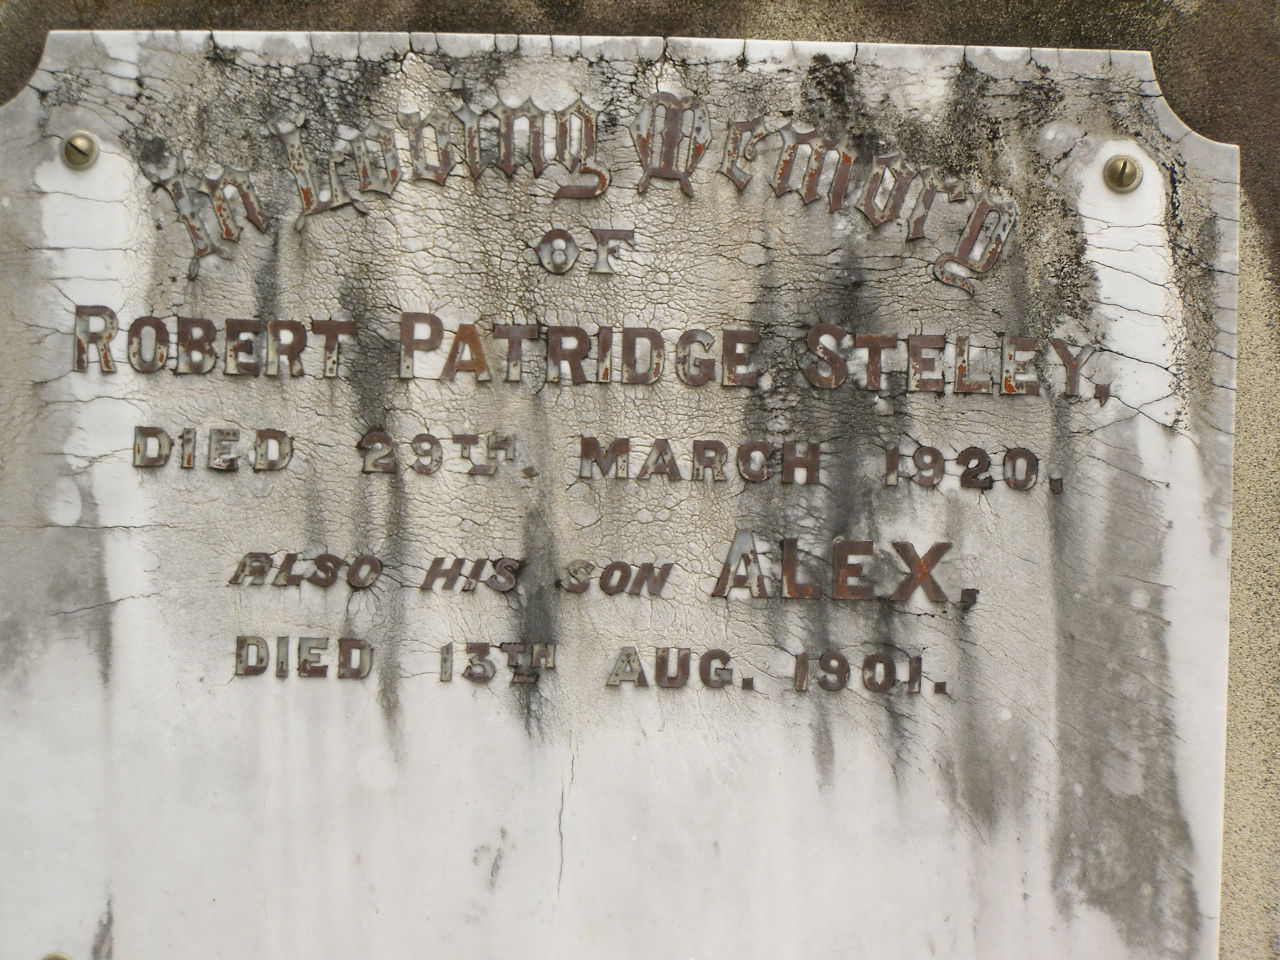 In Loving Memory
OF
ROBERT PATRIDGE STELEY,
DIED 29TH MARCH 1920.
ALSO HIS SON ALEX.
DIED 13TH AUG. 1901.